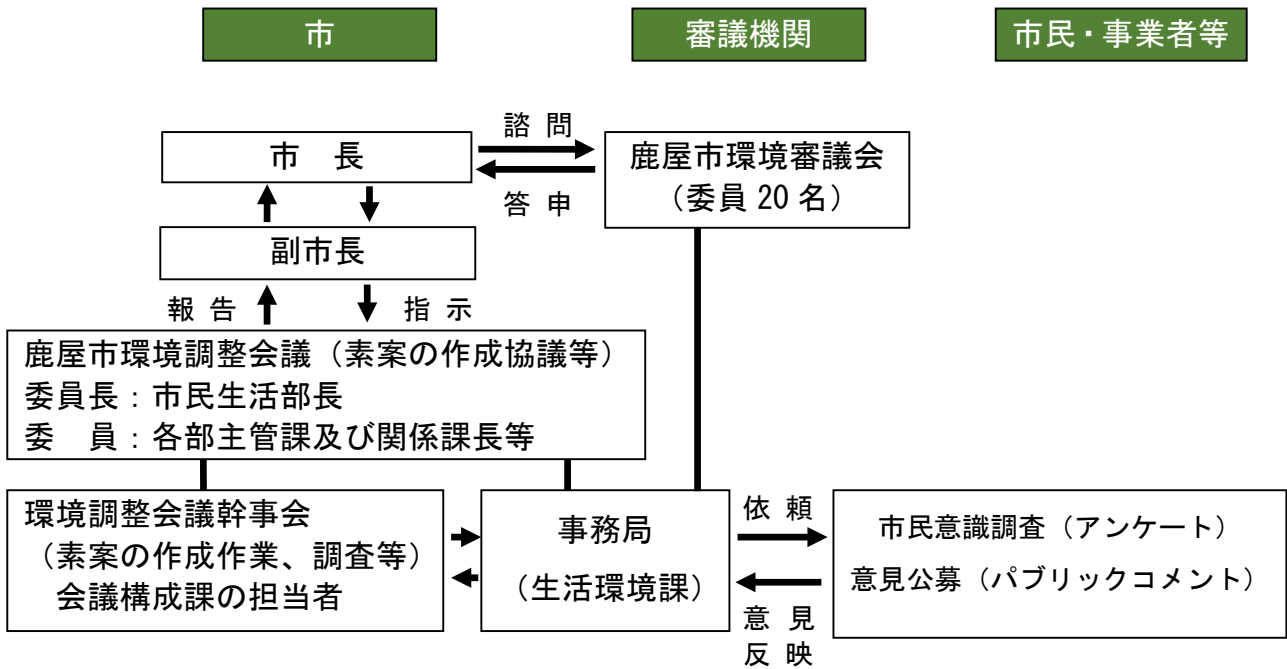 市
審議機関
市民・事業者等
諮 問
市　長
鹿屋市環境審議会
（委員 20 名）
答 申
副市長
報 告
指 示
鹿屋市環境調整会議（素案の作成協議等）
委員長：市民生活部長
委　員：各部主管課及び関係課長等
環境調整会議幹事会
（素案の作成作業、調査等）
会議構成課の担当者
事務局
（生活環境課）
依 頼
市民意識調査（アンケート）
意見公募（パブリックコメント）
意 見
反 映